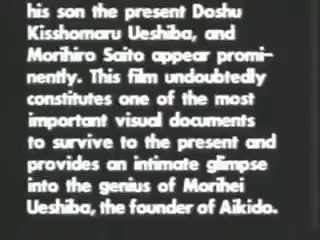 his son the present Doshu
Kisshomaru Ueshiba, and
Morihiro Saito appear promi-
nently. This film undoubtedly
constitutes one of the most
important visual documents
to survive to the present and
provides an intimate glimpse
into the genius of Morihei
Ueshiba, the founder of Aikido.